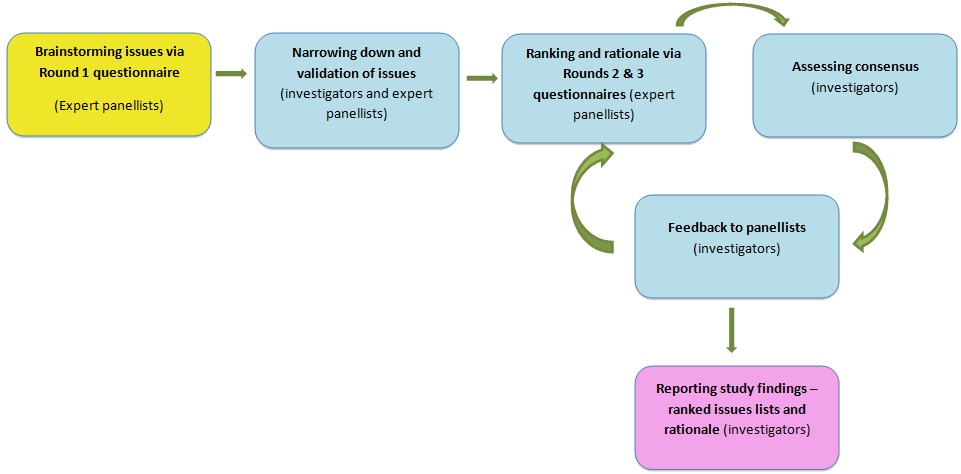 Brainstorming issues via
Round 1 questionnaire
(Expert panellists)
Narrowing down and
validation of issues
(investigators and expert
panellists)
Ranking and rationale via
Rounds 2 & 3
questionnaires (expert
panellists)
Assessing consensus
(investigators)
Feedback to panellists
(investigators)
Reporting study findings –
ranked issues lists and
rationale (investigators)